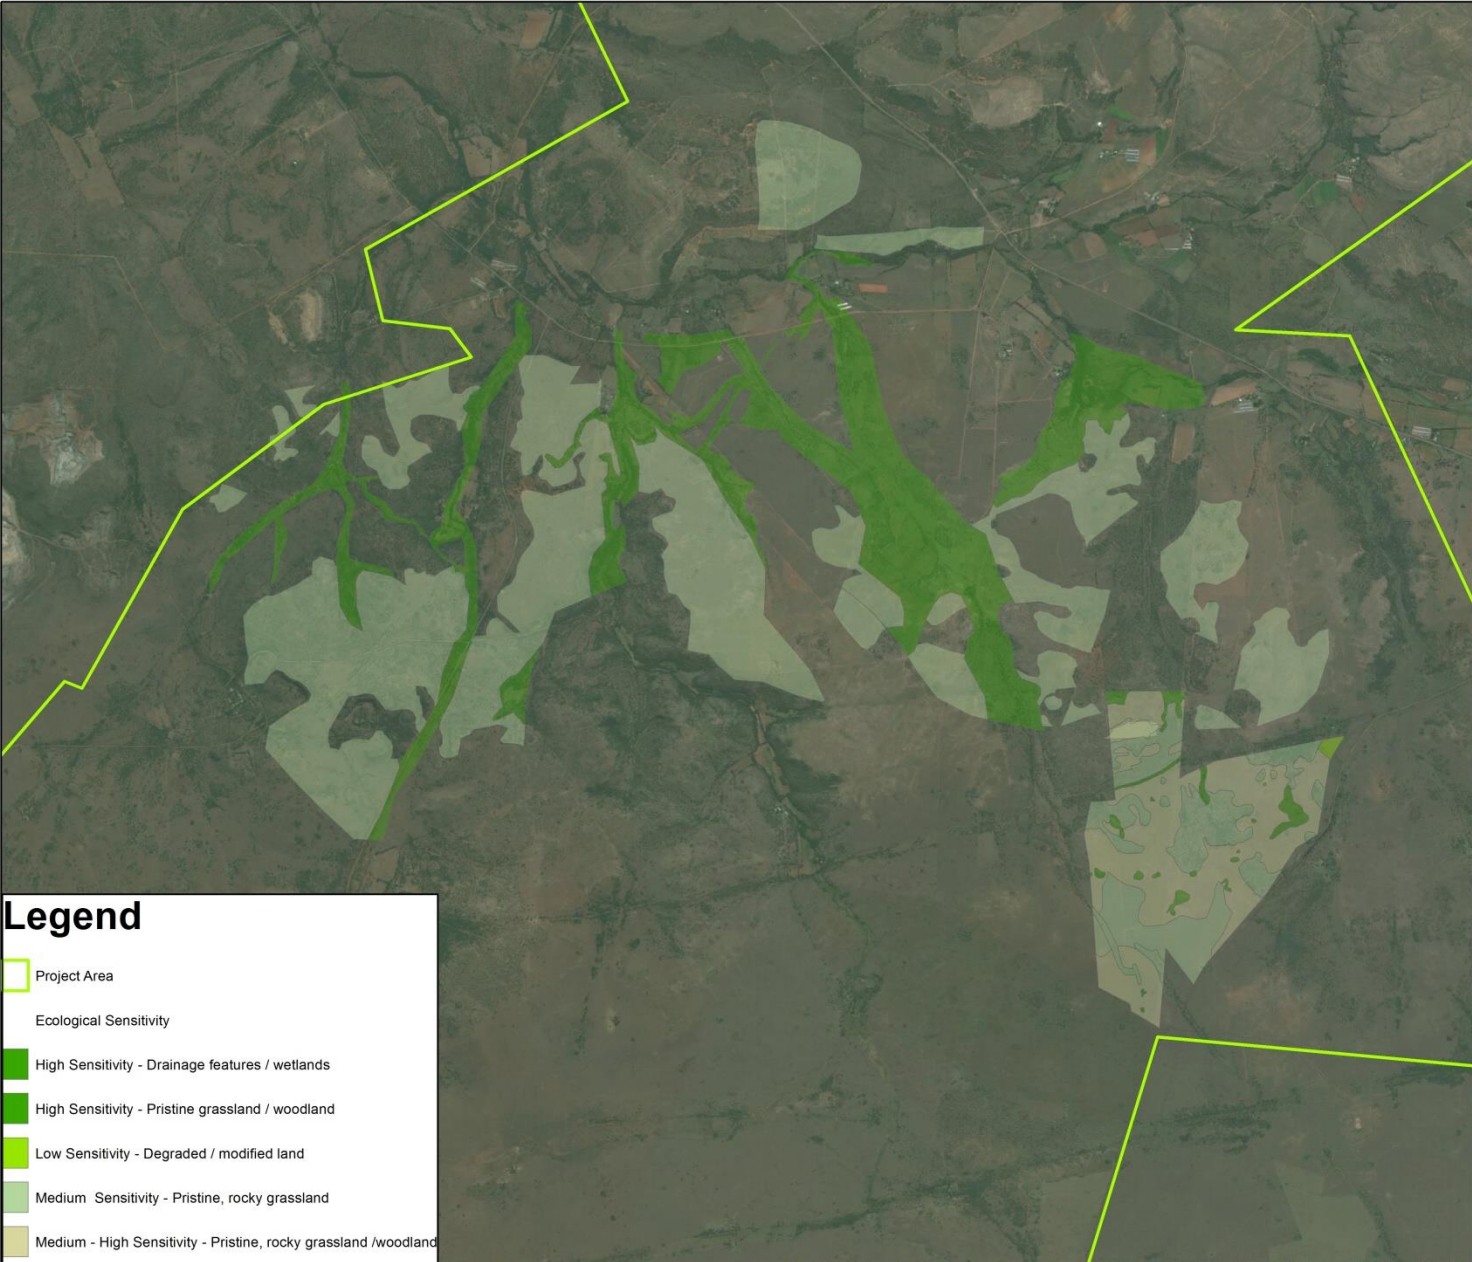 Legend
Project Area
Ecological Sensitivity
High Sensitivity - Drainage features / wetlands
High Sensitivity - Pristine grassland / woodland
Low Sensitivity - Degraded / modified land
Medium  Sensitivity - Pristine, rocky grassland
Medium - High Sensitivity - Pristine, rocky grassland /woodland